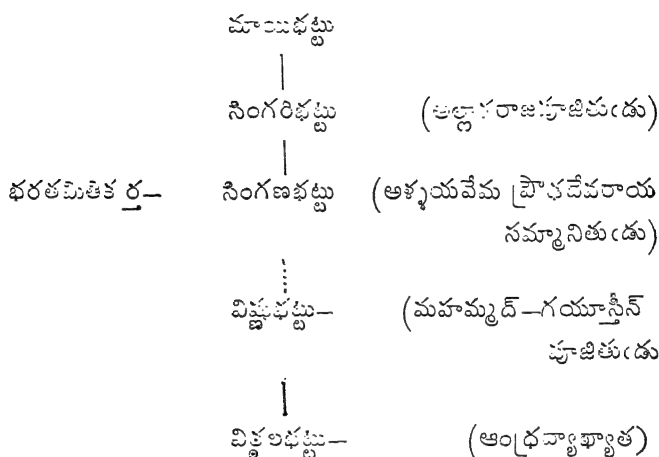 మాయిభట్టు
సింగరిభట్టు (అల్లాడరాజపూజితుఁడు)
భరతమితికర్త— సింగణభట్టు (అళ్ళయవేమ ప్రౌఢదేవరాయ
సమ్మానితుఁడు)
విష్ణుభట్టు— (మహమ్మద్—గయాస్తీన్
పూజితుఁడు
విఠ్ఠలభట్టు— (ఆంధ్రవ్యాఖ్యాత)